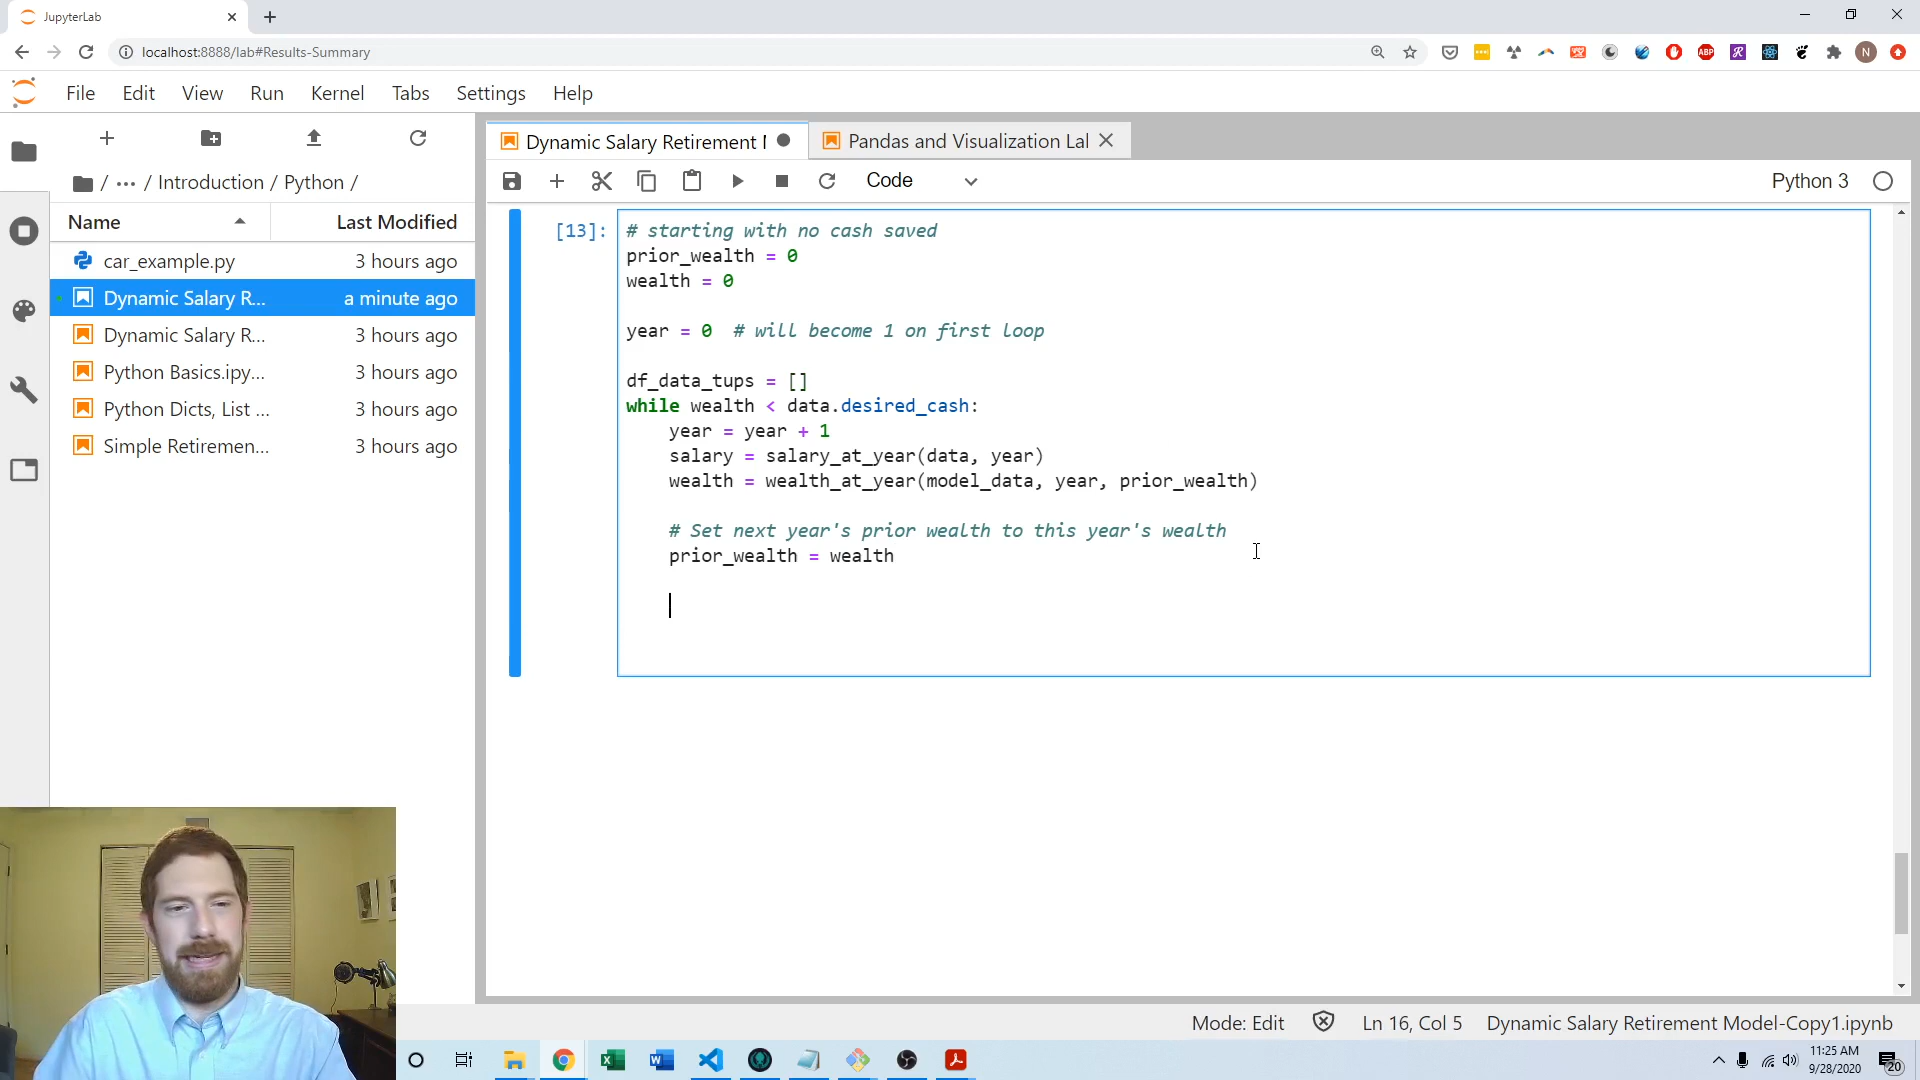 JupyterLab
localhost:8888/lab#Results-Summary
ABP
N
File Edit View Run Kernel Tabs Settings Help
Dynamic Salary Retirement
Pandas and Visualization Lal
/ ... / Introduction / Python /
Code
Python 3
Name Last Modified
car_example.py 3 hours ago
Dynamic Salary R... a minute ago
Dynamic Salary R... 3 hours ago
Python Basics.ipy... 3 hours ago
Python Dicts, List ... 3 hours ago
Simple Retiremen... 3 hours ago
[13]:
# starting with no cash saved
prior_wealth = 0
wealth = 0
year = 0 # will become 1 on first loop
df_data_tups = []
while wealth < data.desired_cash:
year = year + 1
salary = salary_at_year(data, year)
wealth = wealth_at_year(model_data, year, prior_wealth)
# Set next year's prior wealth to this year's wealth
prior_wealth = wealth
Mode: Edit
Ln 16, Col 5
Dynamic Salary Retirement Model-Copy1.ipynb
11:25 AM
9/28/2020
20